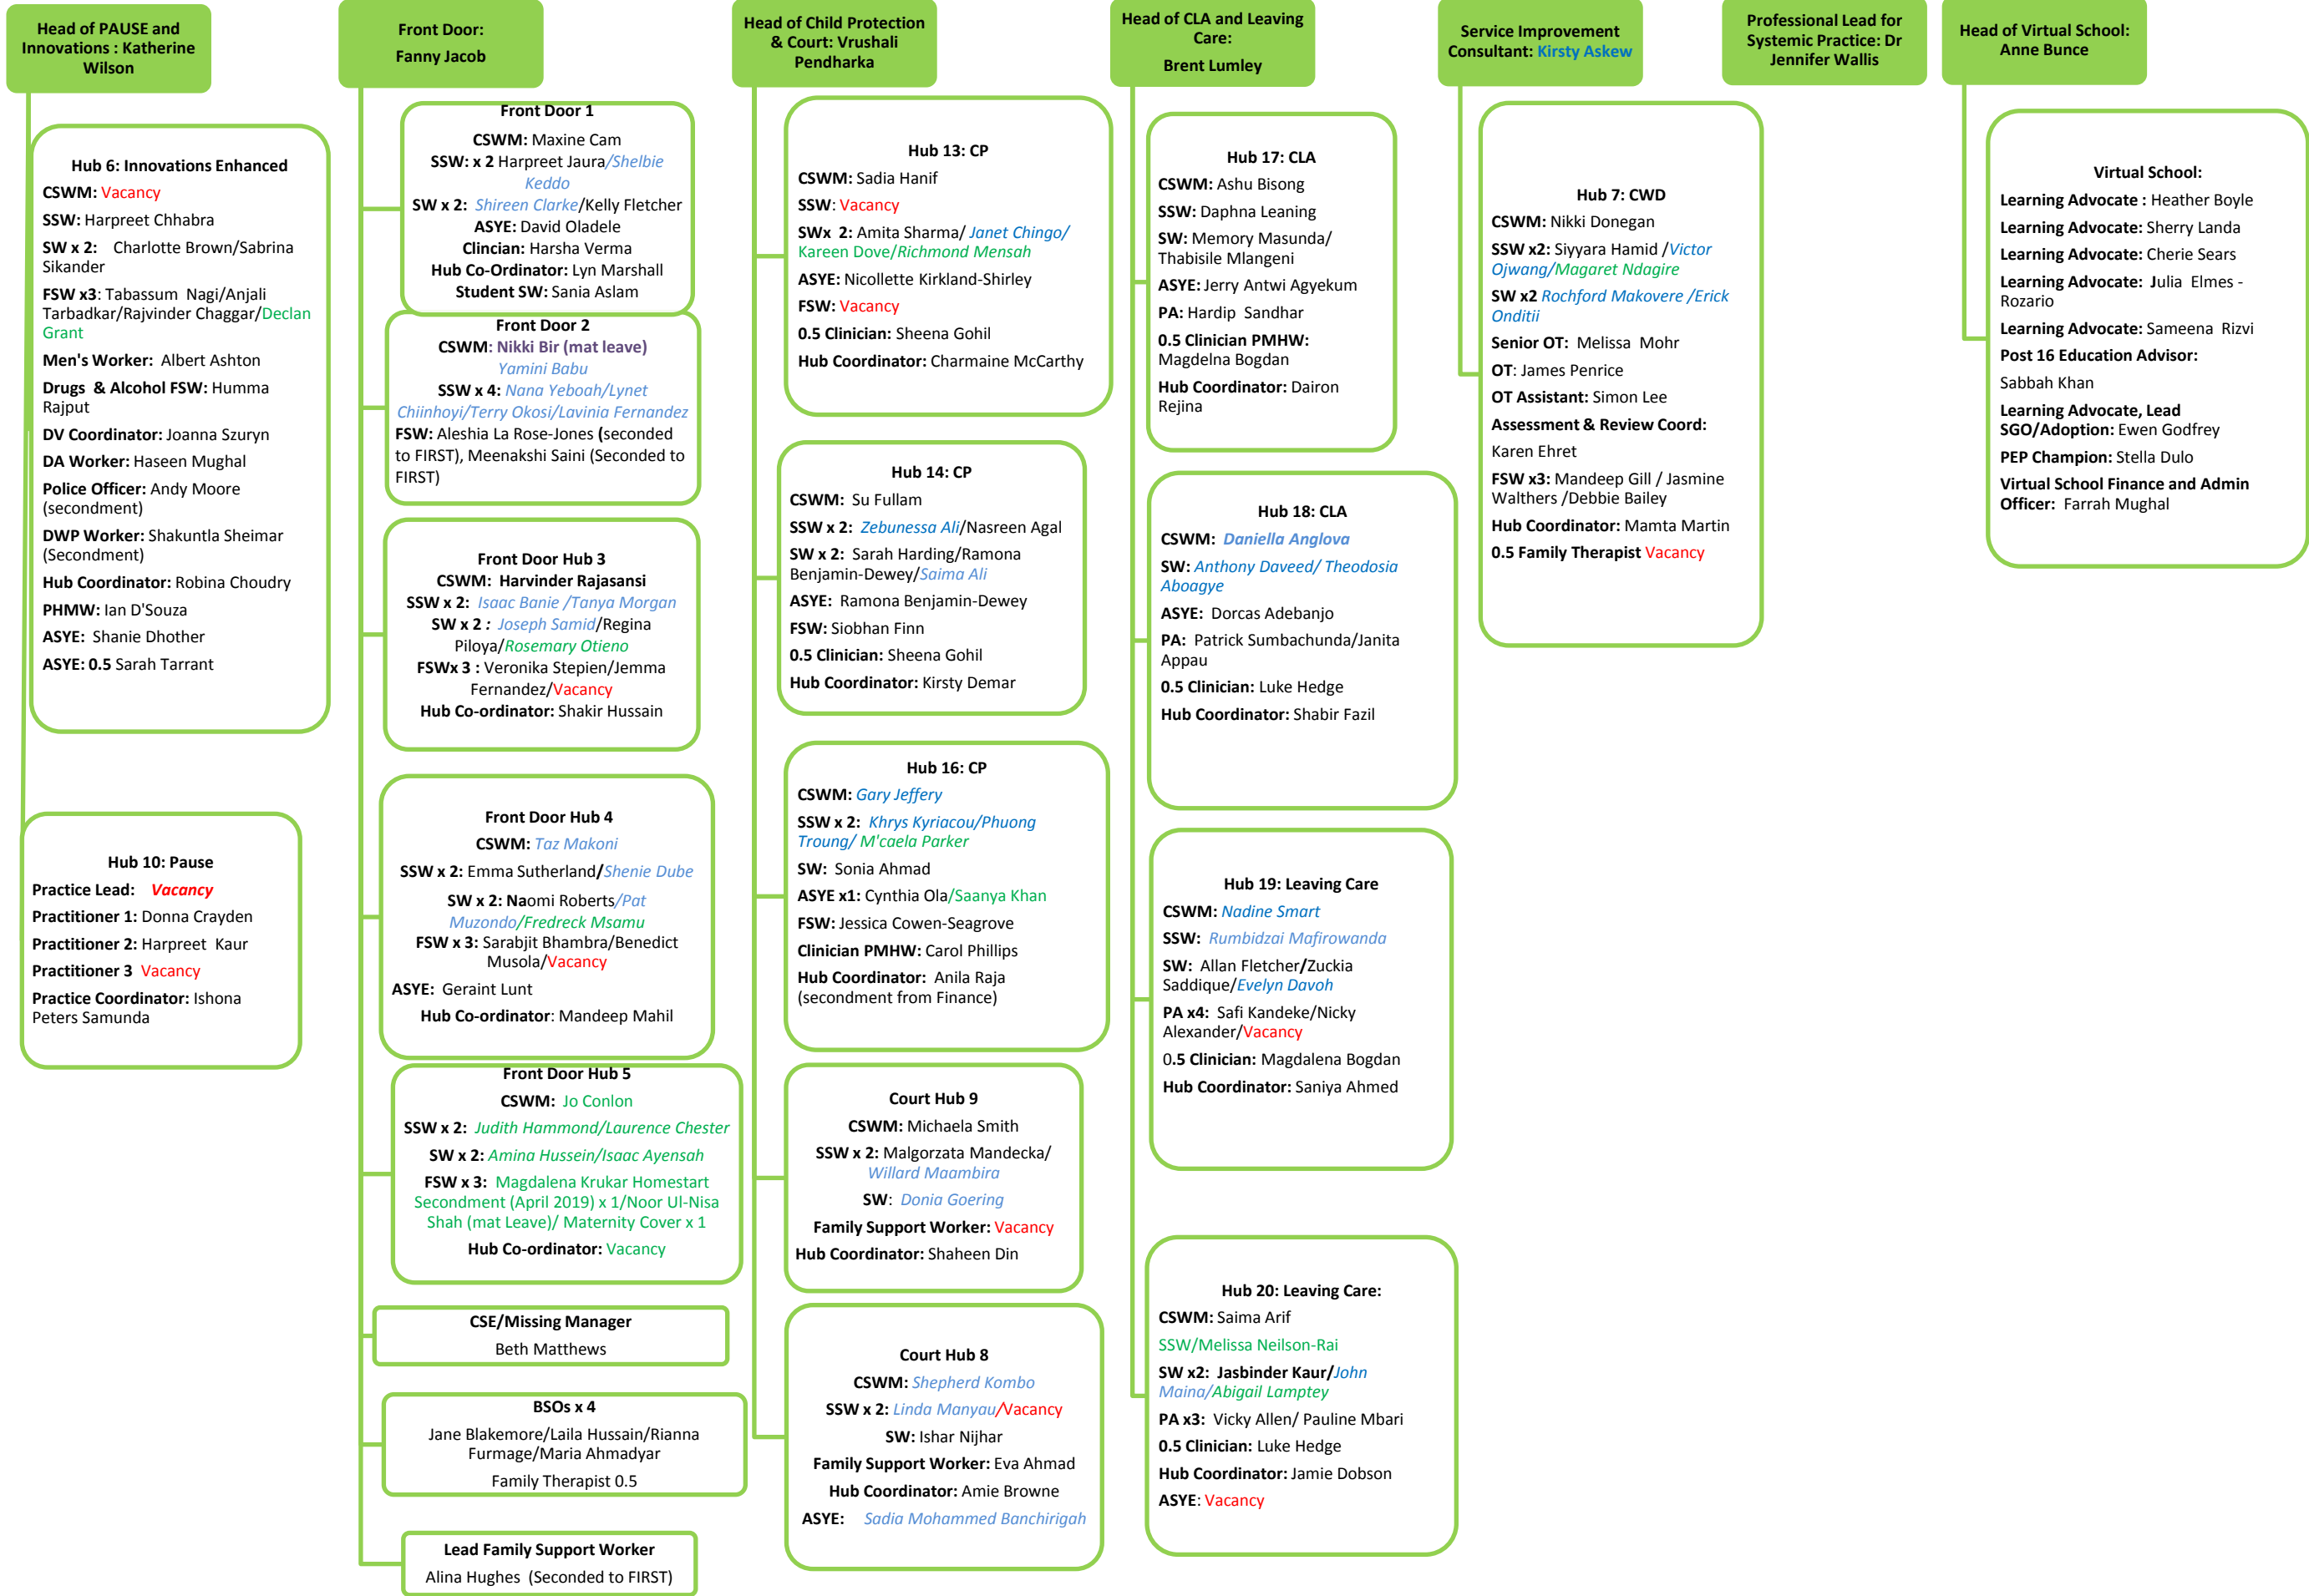 Head of PAUSE and
Innovations : Katherine
Wilson
Hub 6: Innovations Enhanced
CSWM: Vacancy
SSW: Harpreet Chhabra
SW x 2: Charlotte Brown/Sabrina
Sikander
FSW x3: Tabassum Nagi/Anjali
Tarbadkar/Rajvinder Chaggar/Declan
Grant
Men's Worker: Albert Ashton
Drugs & Alcohol FSW: Humma
Rajput
DV Coordinator: Joanna Szuryn
DA Worker: Haseen Mughal
Police Officer: Andy Moore
(secondment)
DWP Worker: Shakuntla Sheimar
(Secondment)
Hub Coordinator: Robina Choudry
PHMW: Ian D'Souza
ASYE: Shanie Dhother
ASYE: 0.5 Sarah Tarrant
Hub 10: Pause
Practice Lead: Vacancy
Practitioner 1: Donna Crayden
Practitioner 2: Harpreet Kaur
Practitioner 3 Vacancy
Practice Coordinator: Ishona
Peters Samunda
Front Door:
Fanny Jacob
Front Door 1
CSWM: Maxine Cam
SSW: x 2 Harpreet Jaura/Shelbie
Keddo
SW x 2: Shireen Clarke/Kelly Fletcher
ASYE: David Oladele
Clincian: Harsha Verma
Hub Co-Ordinator: Lyn Marshall
Student SW: Sania Aslam
Front Door 2
CSWM: Nikki Bir (mat leave)
Yamini Babu
SSW x 4: Nana Yeboah/Lynet
Chiinhoyi/Terry Okosi/Lavinia Fernandez
FSW: Aleshia La Rose-Jones (seconded
to FIRST), Meenakshi Saini (Seconded to
FIRST)
Front Door Hub 3
CSWM: Harvinder Rajasansi
SSW x 2: Isaac Banie /Tanya Morgan
SW x 2 : Joseph Samid/Regina
Piloya/Rosemary Otieno
FSWx 3 : Veronika Stepien/Jemma
Fernandez/Vacancy
Hub Co-ordinator: Shakir Hussain
Front Door Hub 4
CSWM: Taz Makoni
SSW x 2: Emma Sutherland/Shenie Dube
SW x 2: Naomi Roberts/Pat
Muzondo/Fredreck Msamu
FSW x 3: Sarabjit Bhambra/Benedict
Musola/Vacancy
ASYE: Geraint Lunt
Hub Co-ordinator: Mandeep Mahil
Front Door Hub 5
CSWM: Jo Conlon
SSW x 2: Judith Hammond/Laurence Chester
SW x 2: Amina Hussein/Isaac Ayensah
FSW x 3: Magdalena Krukar Homestart
Secondment (April 2019) x 1/Noor Ul-Nisa
Shah (mat Leave)/ Maternity Cover x 1
Hub Co-ordinator: Vacancy
CSE/Missing Manager
Beth Matthews
BSOs x 4
Jane Blakemore/Laila Hussain/Rianna
Furmage/Maria Ahmadyar
Family Therapist 0.5
Lead Family Support Worker
Alina Hughes (Seconded to FIRST)
Head of Child Protection
& Court: Vrushali
Pendharka
Hub 13: CP
CSWM: Sadia Hanif
SSW: Vacancy
SWx 2: Amita Sharma/ Janet Chingo/
Kareen Dove/Richmond Mensah
ASYE: Nicollette Kirkland-Shirley
FSW: Vacancy
0.5 Clinician: Sheena Gohil
Hub Coordinator: Charmaine McCarthy
Hub 14: CP
CSWM: Su Fullam
SSW x 2: Zebunessa Ali/Nasreen Agal
SW x 2: Sarah Harding/Ramona
Benjamin-Dewey/Saima Ali
ASYE: Ramona Benjamin-Dewey
FSW: Siobhan Finn
0.5 Clinician: Sheena Gohil
Hub Coordinator: Kirsty Demar
Hub 16: CP
CSWM: Gary Jeffery
SSW x 2: Khrys Kyriacou/Phuong
Troung/ M'caela Parker
SW: Sonia Ahmad
ASYE x1: Cynthia Ola/Saanya Khan
FSW: Jessica Cowen-Seagrove
Clinician PMHW: Carol Phillips
Hub Coordinator: Anila Raja
(secondment from Finance)
Court Hub 9
CSWM: Michaela Smith
SSW x 2: Malgorzata Mandecka/
Willard Maambira
SW: Donia Goering
Family Support Worker: Vacancy
Hub Coordinator: Shaheen Din
Court Hub 8
CSWM: Shepherd Kombo
SSW x 2: Linda Manyau/Vacancy
SW: Ishar Nijhar
Family Support Worker: Eva Ahmad
Hub Coordinator: Amie Browne
ASYE: Sadia Mohammed Banchirigah
Head of CLA and Leaving
Care:
Brent Lumley
Hub 17: CLA
CSWM: Ashu Bisong
SSW: Daphna Leaning
SW: Memory Masunda/
Thabisile Mlangeni
ASYE: Jerry Antwi Agyekum
PA: Hardip Sandhar
0.5 Clinician PMHW:
Magdelna Bogdan
Hub Coordinator: Dairon
Rejina
Hub 18: CLA
CSWM: Daniella Anglova
SW: Anthony Daveed/ Theodosia
Aboagye
ASYE: Dorcas Adebanjo
PA: Patrick Sumbachunda/Janita
Appau
0.5 Clinician: Luke Hedge
Hub Coordinator: Shabir Fazil
Hub 19: Leaving Care
CSWM: Nadine Smart
SSW: Rumbidzai Mafirowanda
SW: Allan Fletcher/Zuckia
Saddique/Evelyn Davoh
PA x4: Safi Kandeke/Nicky
Alexander/Vacancy
0.5 Clinician: Magdalena Bogdan
Hub Coordinator: Saniya Ahmed
Hub 20: Leaving Care:
CSWM: Saima Arif
SSW/Melissa Neilson-Rai
SW x2: Jasbinder Kaur/John
Maina/Abigail Lamptey
PA x3: Vicky Allen/ Pauline Mbari
0.5 Clinician: Luke Hedge
Hub Coordinator: Jamie Dobson
ASYE: Vacancy
Service Improvement
Consultant: Kirsty Askew
Hub 7: CWD
CSWM: Nikki Donegan
SSW x2: Siyyara Hamid /Victor
Ojwang/Magaret Ndagire
SW x2 Rochford Makovere /Erick
Onditii
Senior OT: Melissa Mohr
OT: James Penrice
OT Assistant: Simon Lee
Assessment & Review Coord:
Karen Ehret
FSW x3: Mandeep Gill / Jasmine
Walthers /Debbie Bailey
Hub Coordinator: Mamta Martin
0.5 Family Therapist Vacancy
Professional Lead for
Systemic Practice: Dr
Jennifer Wallis
Head of Virtual School:
Anne Bunce
Virtual School:
Learning Advocate : Heather Boyle
Learning Advocate: Sherry Landa
Learning Advocate: Cherie Sears
Learning Advocate: Julia Elmes -
Rozario
Learning Advocate: Sameena Rizvi
Post 16 Education Advisor:
Sabbah Khan
Learning Advocate, Lead
SGO/Adoption: Ewen Godfrey
PEP Champion: Stella Dulo
Virtual School Finance and Admin
Officer: Farrah Mughal